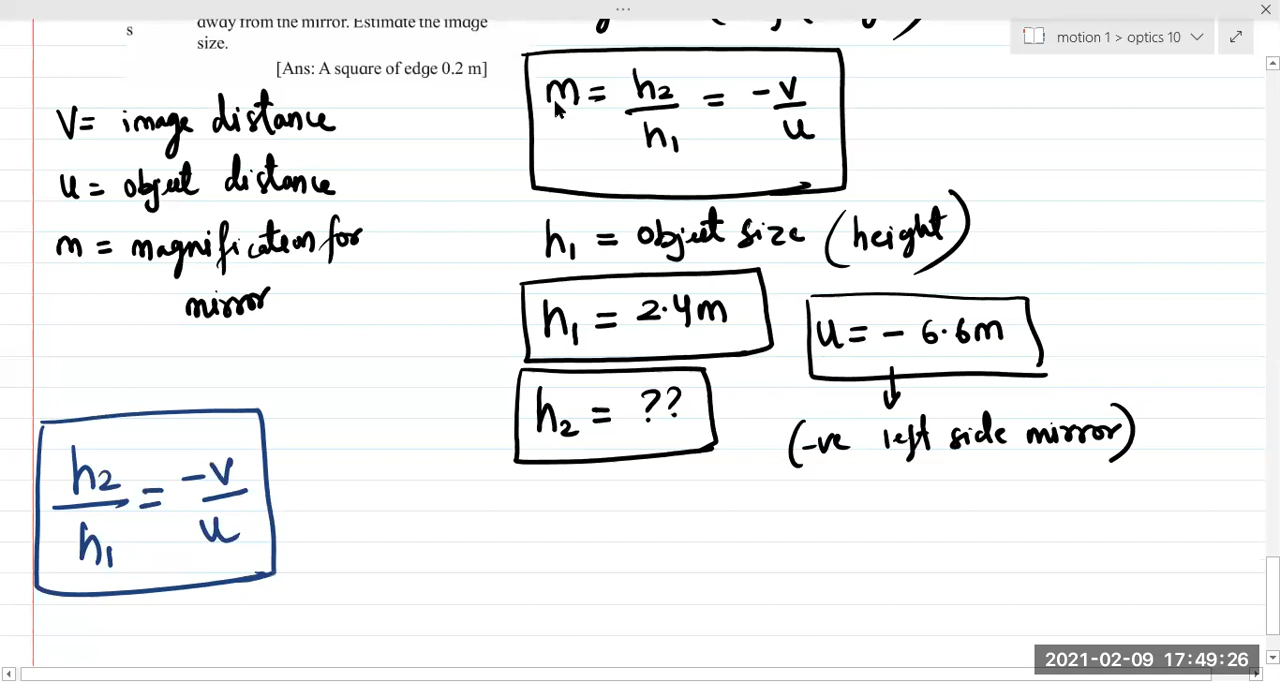 away from the mirror. Estimate the image
s
size.
[Ans: A square of edge 0.2 m]
motion 1 > optics 10
V = image distance
u = object distance
m = magnification for
mirror
m = h2/h1 = -v/u
h1 = object size (height)
h1 = 2.4m
u = - 6.6m
h2 = ??
(-ve left side mirror)
h2/h1 = -v/u
2021-02-09 17:49:26